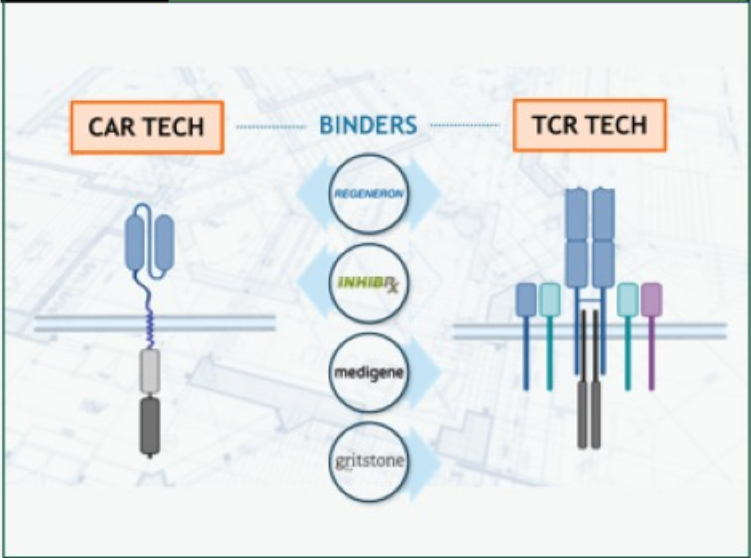 CAR TECH
BINDERS
TCR TECH
REGENERON
INHIBRX
medigene
gritstone